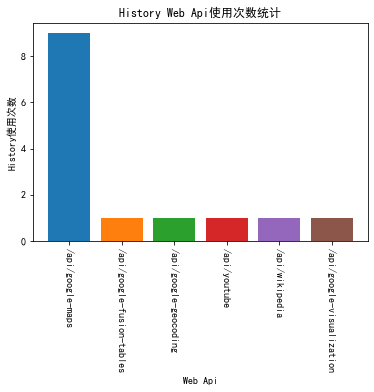 History Web Api使用次数统计
History使用次数
8
6
4
2
0
/api/google-maps
/api/google-fusion-tables
/api/google-geocoding
/api/youtube
/api/wikipedia
/api/google-visualization
Web Api